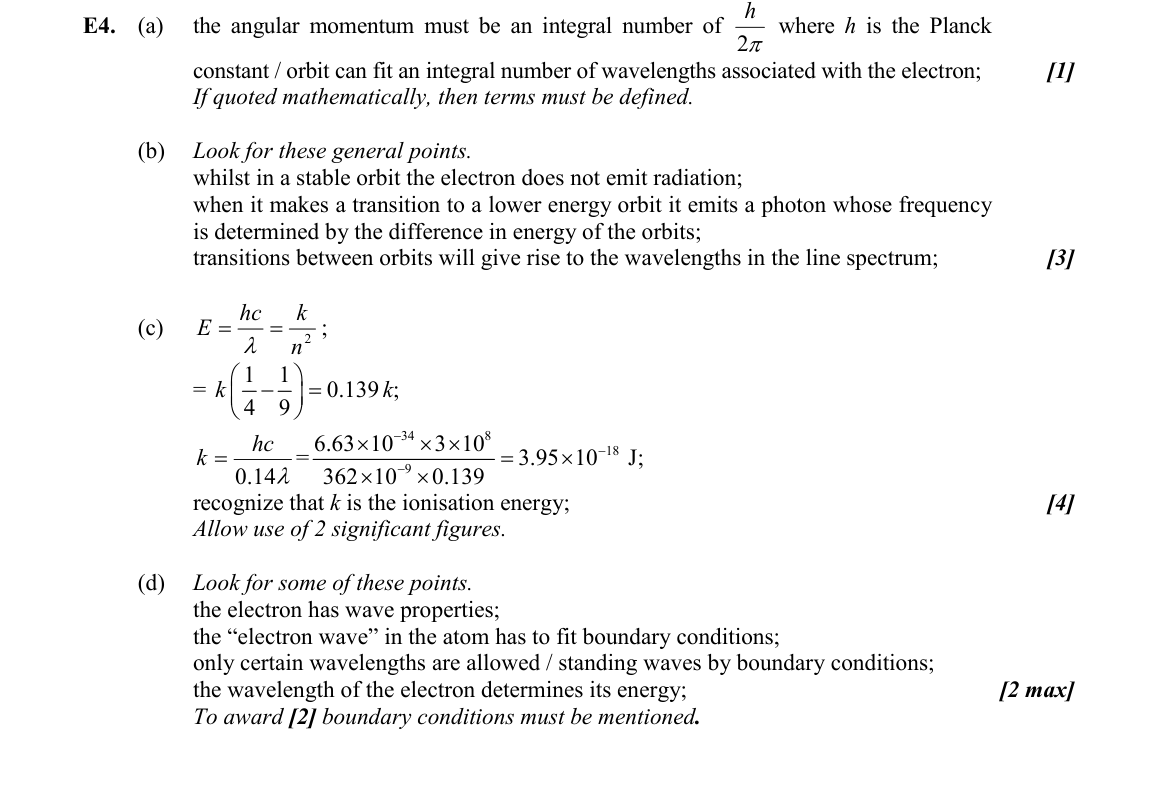 E4. (a) the angular momentum must be an integral number of h/2π where h is the Planck
constant / orbit can fit an integral number of wavelengths associated with the electron; [1]
If quoted mathematically, then terms must be defined.
(b) Look for these general points.
whilst in a stable orbit the electron does not emit radiation;
when it makes a transition to a lower energy orbit it emits a photon whose frequency
is determined by the difference in energy of the orbits;
transitions between orbits will give rise to the wavelengths in the line spectrum; [3]
(c) E = hc/λ = k/n² ;
= k(1/4 − 1/9) = 0.139 k;
k = hc/0.14λ = 6.63×10⁻³⁴ ×3×10⁸/362×10⁻⁹ ×0.139 = 3.95×10⁻¹⁸ J;
recognize that k is the ionisation energy; [4]
Allow use of 2 significant figures.
(d) Look for some of these points.
the electron has wave properties;
the “electron wave” in the atom has to fit boundary conditions;
only certain wavelengths are allowed / standing waves by boundary conditions;
the wavelength of the electron determines its energy; [2 max]
To award [2] boundary conditions must be mentioned.